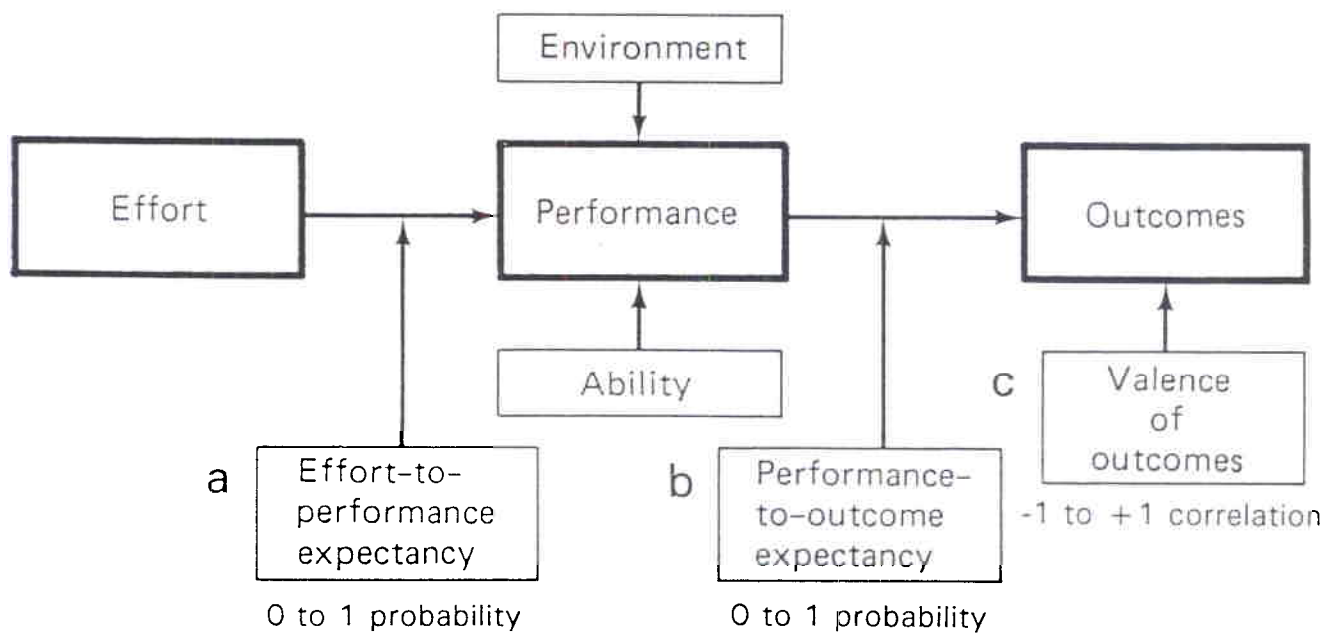 Environment
Effort
Performance
Outcomes
Ability
c
Valence
of
outcomes
-1 to +1 correlation
a
Effort-to-
performance
expectancy
0 to 1 probability
b
Performance-
to-outcome
expectancy
0 to 1 probability